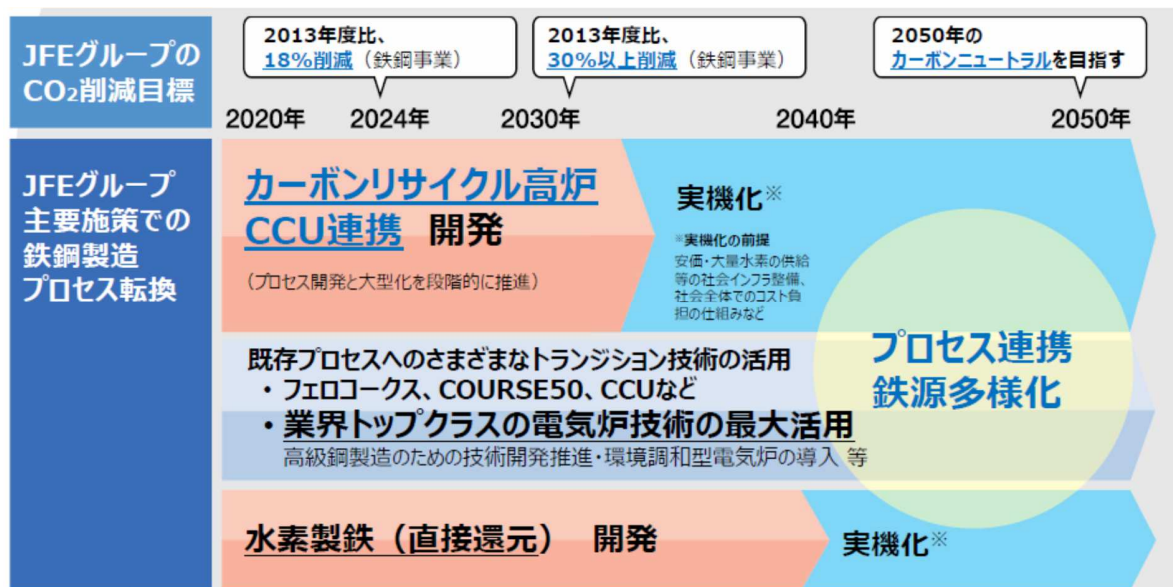 JFEグループの
CO₂削減目標
2013年度比、
18%削減（鉄鋼事業）
2013年度比、
30%以上削減（鉄鋼事業）
2050年の
カーボンニュートラルを目指す
2020年 2024年 2030年 2040年 2050年
JFEグループ
主要施策での
鉄鋼製造
プロセス転換
カーボンリサイクル高炉
CCU連携 開発
（プロセス開発と大型化を段階的に推進）
実機化※
※実機化の前提
安価・大量水素の供給
等の社会インフラ整備、
社会全体でのコスト負
担の仕組みなど
既存プロセスへのさまざまなトランジション技術の活用
・フェロコークス、COURSE50、CCUなど
・業界トップクラスの電気炉技術の最大活用
高級鋼製造のための技術開発推進・環境調和型電気炉の導入 等
プロセス連携
鉄源多様化
水素製鉄（直接還元） 開発
実機化※